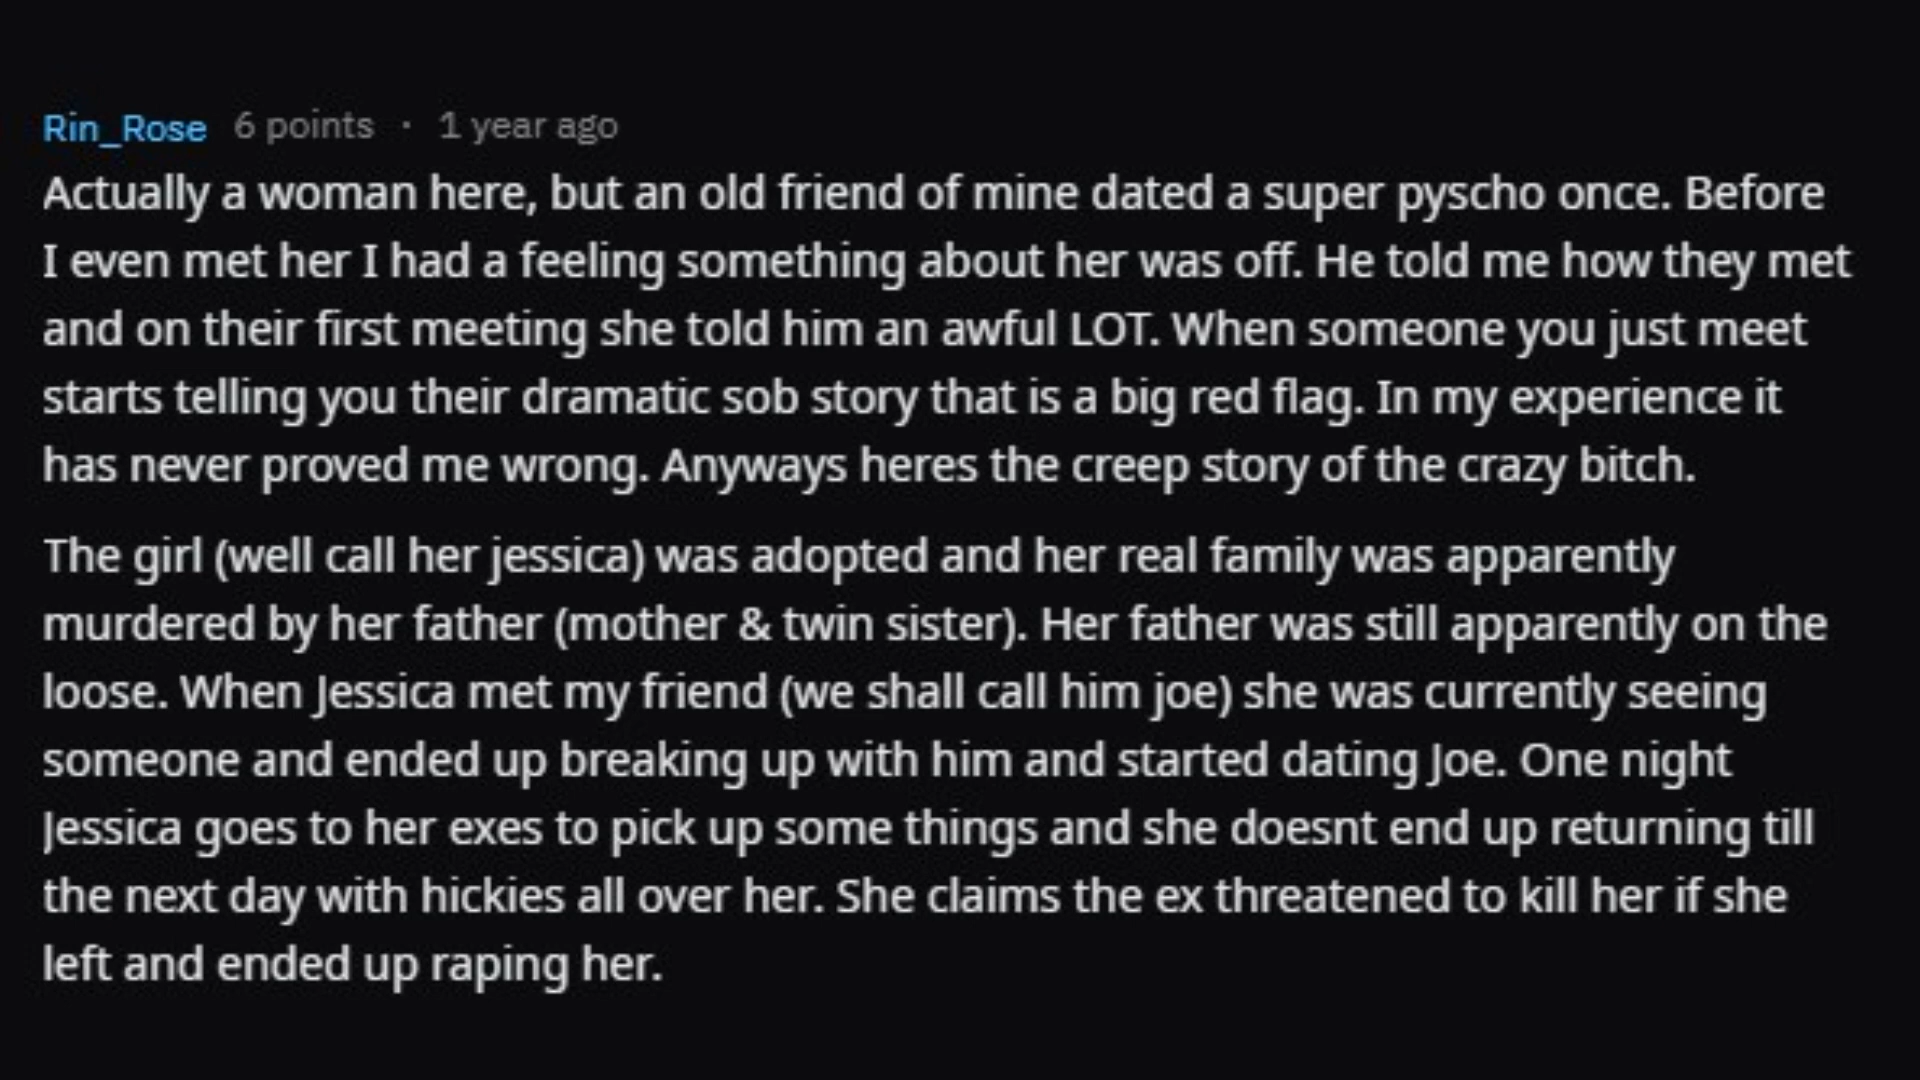 Rin_Rose 6 points · 1 year ago
Actually a woman here, but an old friend of mine dated a super pyscho once. Before
I even met her I had a feeling something about her was off. He told me how they met
and on their first meeting she told him an awful LOT. When someone you just meet
starts telling you their dramatic sob story that is a big red flag. In my experience it
has never proved me wrong. Anyways heres the creep story of the crazy bitch.
The girl (well call her jessica) was adopted and her real family was apparently
murdered by her father (mother & twin sister). Her father was still apparently on the
loose. When Jessica met my friend (we shall call him joe) she was currently seeing
someone and ended up breaking up with him and started dating Joe. One night
Jessica goes to her exes to pick up some things and she doesnt end up returning till
the next day with hickies all over her. She claims the ex threatened to kill her if she
left and ended up raping her.